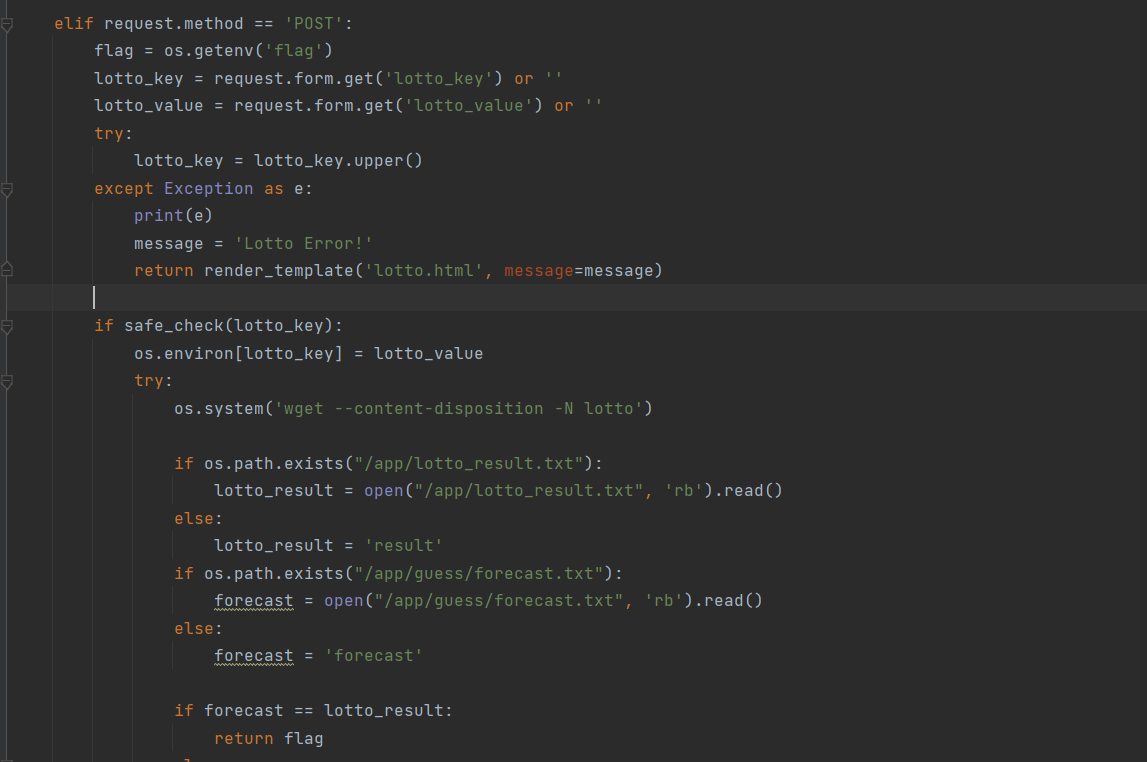 elif request.method == 'POST':
flag = os.getenv('flag')
lotto_key = request.form.get('lotto_key') or ''
lotto_value = request.form.get('lotto_value') or ''
try:
lotto_key = lotto_key.upper()
except Exception as e:
print(e)
message = 'Lotto Error!'
return render_template('lotto.html', message=message)
if safe_check(lotto_key):
os.environ[lotto_key] = lotto_value
try:
os.system('wget --content-disposition -N lotto')
if os.path.exists("/app/lotto_result.txt"):
lotto_result = open("/app/lotto_result.txt", 'rb').read()
else:
lotto_result = 'result'
if os.path.exists("/app/guess/forecast.txt"):
forecast = open("/app/guess/forecast.txt", 'rb').read()
else:
forecast = 'forecast'
if forecast == lotto_result:
return flag